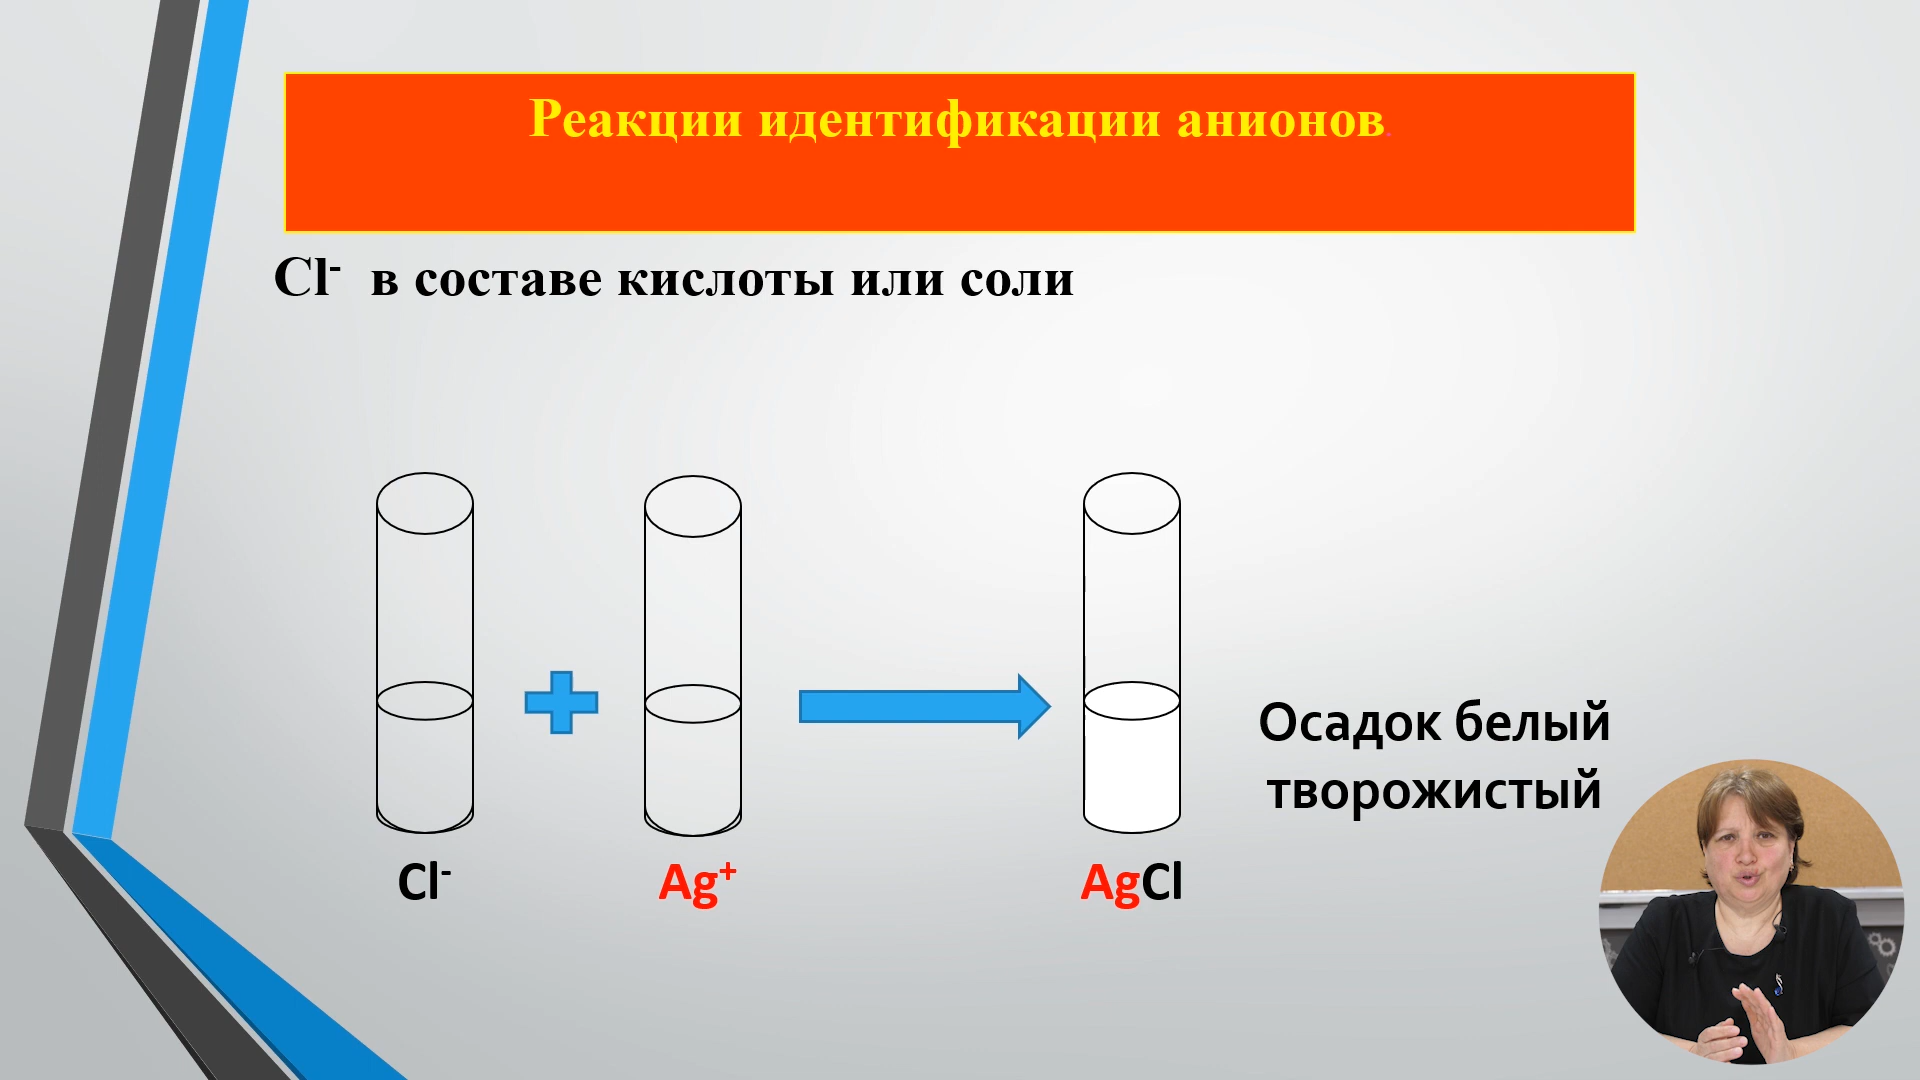 Реакции идентификации анионов.
Cl⁻ в составе кислоты или соли
Осадок белый
творожистый
Cl⁻ Ag⁺ AgCl